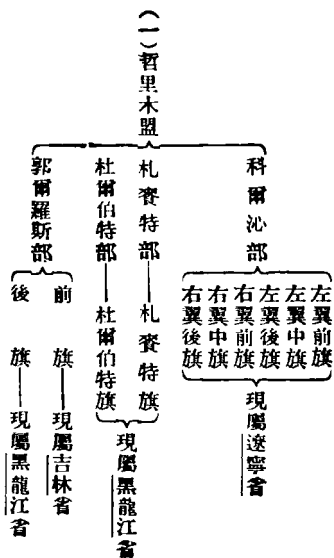 (一)哲里木盟
科爾沁部
左翼前旗
左翼中旗
左翼後旗
右翼前旗
右翼中旗
右翼後旗
現屬遼寧省
札賚特部——札賚特旗
杜爾伯特部——杜爾伯特旗
現屬黑龍江省
郭爾羅斯部
前旗——現屬吉林省
後旗——現屬黑龍江省